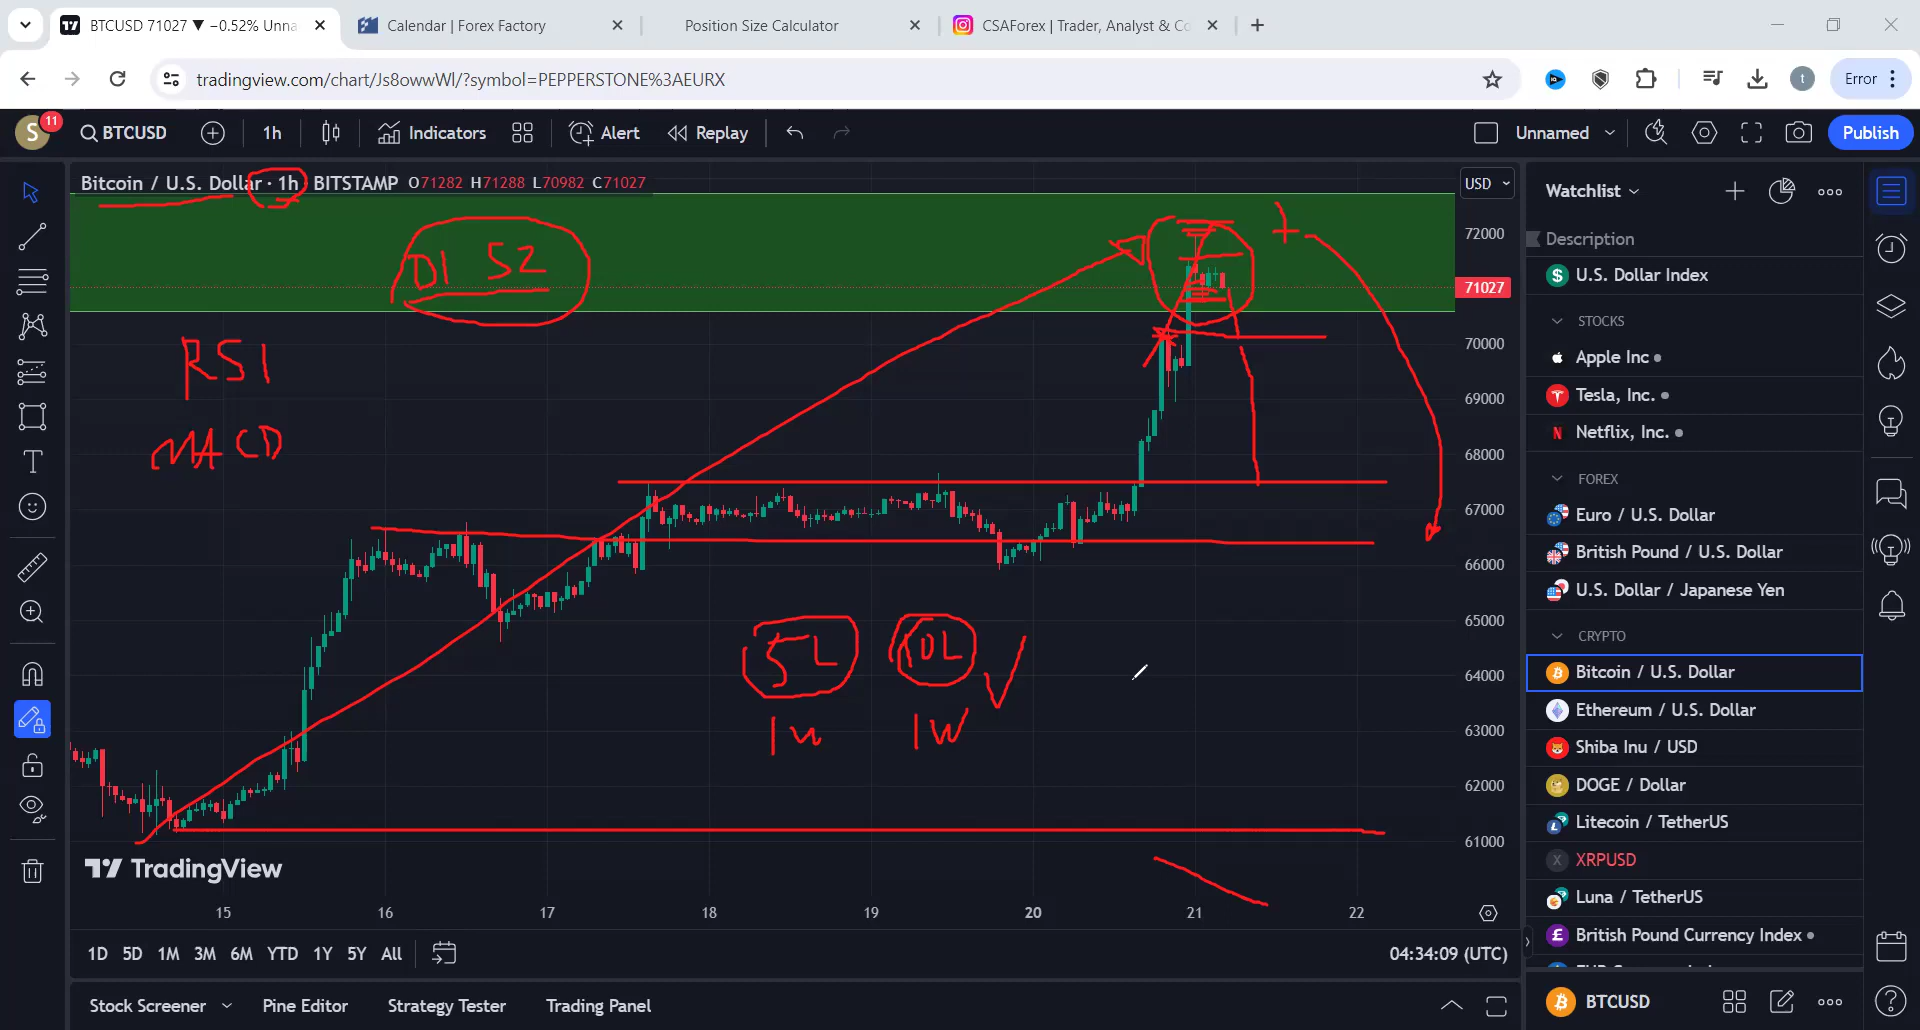 BTCUSD 71027 ▼ −0.52% Unna
Calendar | Forex Factory
Position Size Calculator
CSAForex | Trader, Analyst & Co
tradingview.com/chart/Js8owwWl/?symbol=PEPPERSTONE%3AEURX
t
Error
S
11
BTCUSD
1h
Indicators
Alert
Replay
Unnamed
Publish
Bitcoin / U.S. Dollar · 1h BITSTAMP O71282 H71288 L70982 C71027
USD
D1 S2
RSI
MACD
5L
10L
1W
1W
72000
71027
70000
69000
68000
67000
66000
65000
64000
63000
62000
61000
TradingView
15 16 17 18 19 20 21 22
1D 5D 1M 3M 6M YTD 1Y 5Y All
04:34:09 (UTC)
Stock Screener
Pine Editor
Strategy Tester
Trading Panel
Watchlist
Description
U.S. Dollar Index
STOCKS
Apple Inc
Tesla, Inc.
Netflix, Inc.
FOREX
Euro / U.S. Dollar
British Pound / U.S. Dollar
U.S. Dollar / Japanese Yen
CRYPTO
Bitcoin / U.S. Dollar
Ethereum / U.S. Dollar
Shiba Inu / USD
DOGE / Dollar
Litecoin / TetherUS
XRPUSD
Luna / TetherUS
British Pound Currency Index
BTCUSD